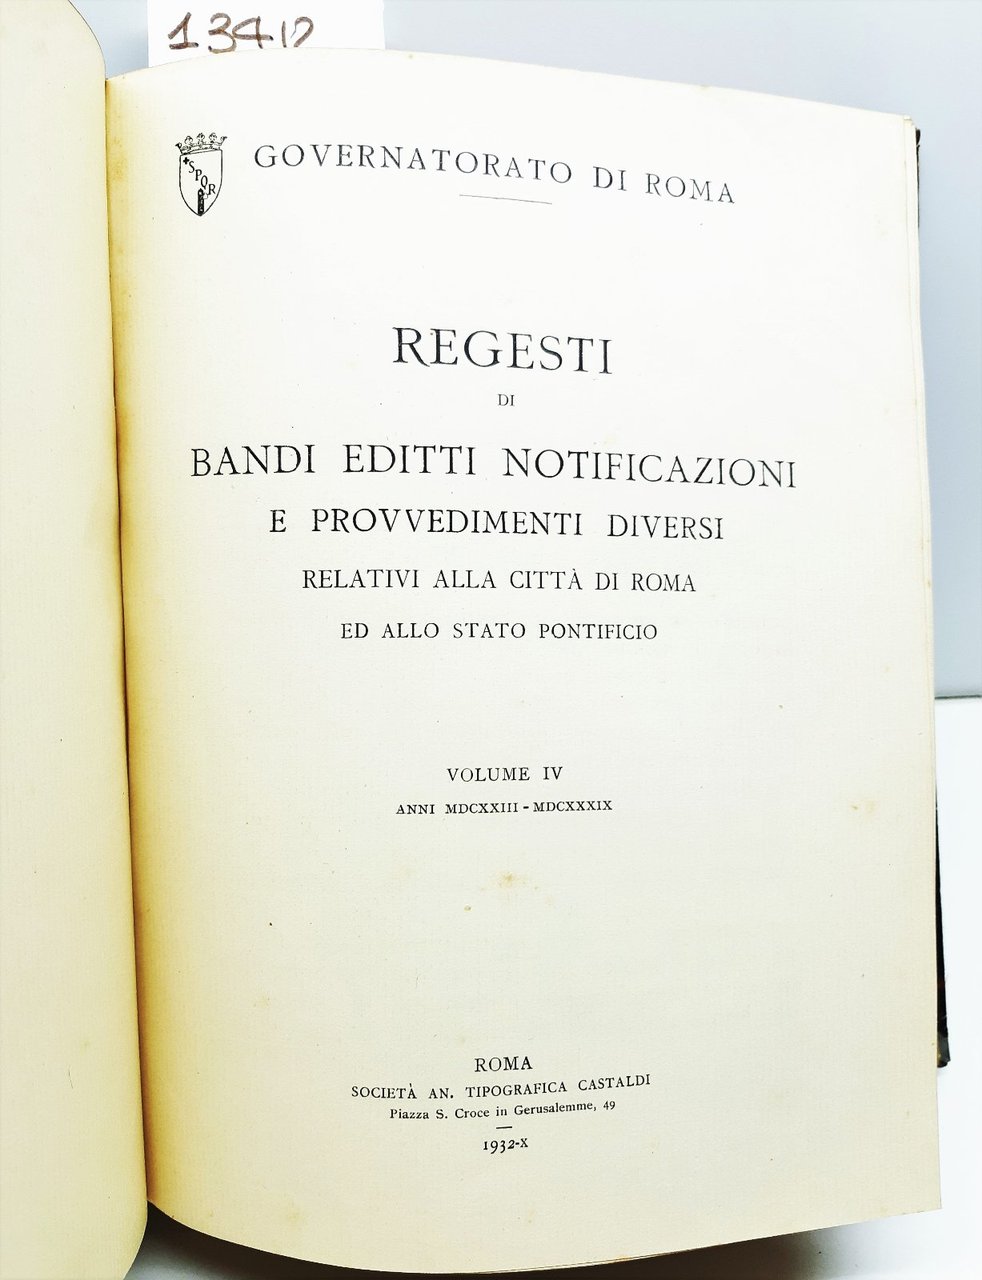 SPQR
GOVERNATORATO DI ROMA
REGESTI
DI
BANDI EDITTI NOTIFICAZIONI
E PROVVEDIMENTI DIVERSI
RELATIVI ALLA CITTÀ DI ROMA
ED ALLO STATO PONTIFICIO
VOLUME IV
ANNI MDCXXIII - MDCXXXIX
ROMA
SOCIETÀ AN. TIPOGRAFICA CASTALDI
Piazza S. Croce in Gerusalemme, 49
1932-X